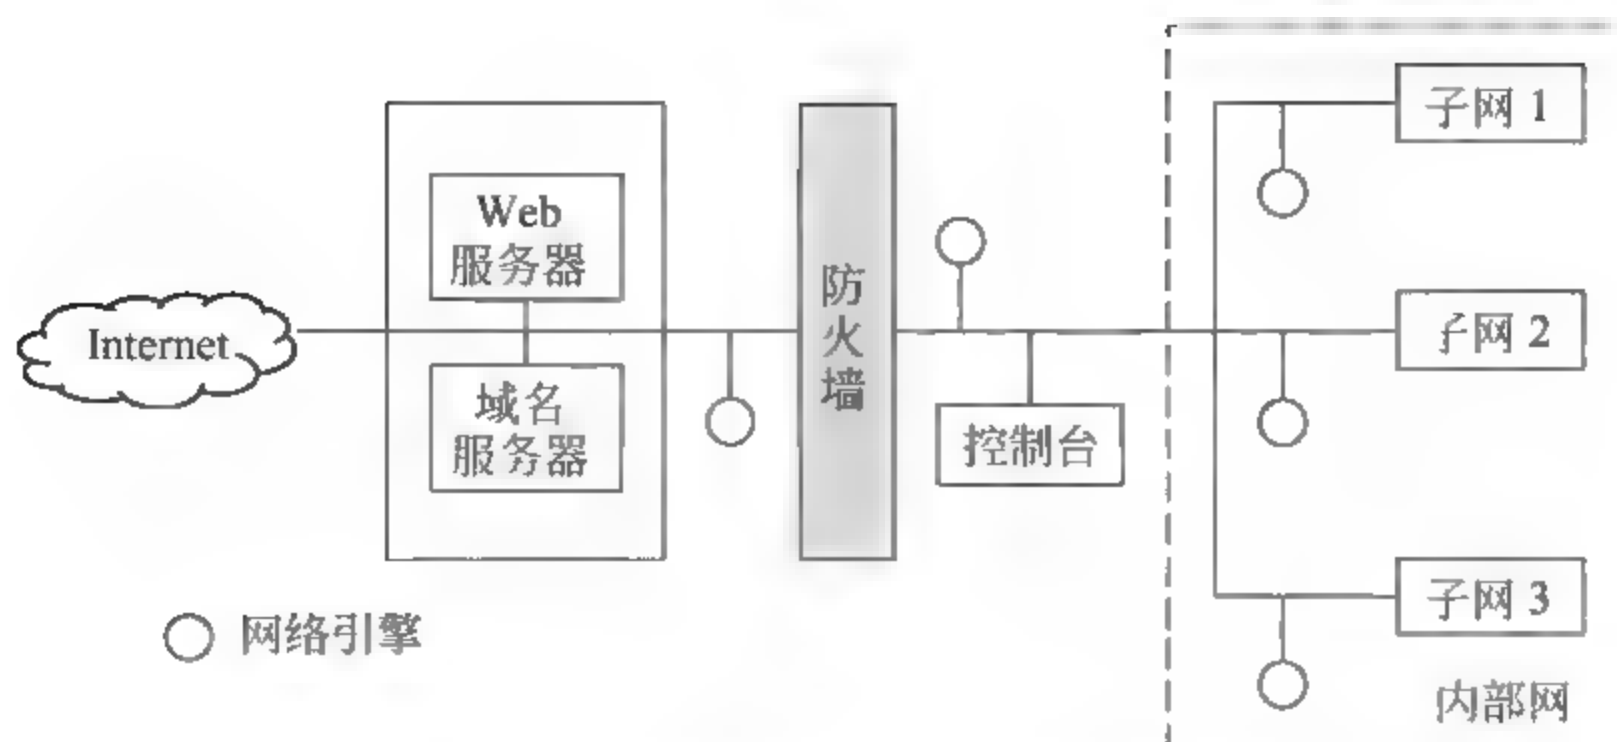 Internet
Web
服务器
域名
服务器
防
火
墙
控制台
子网 1
子网 2
子网 3
内部网
网络引擎